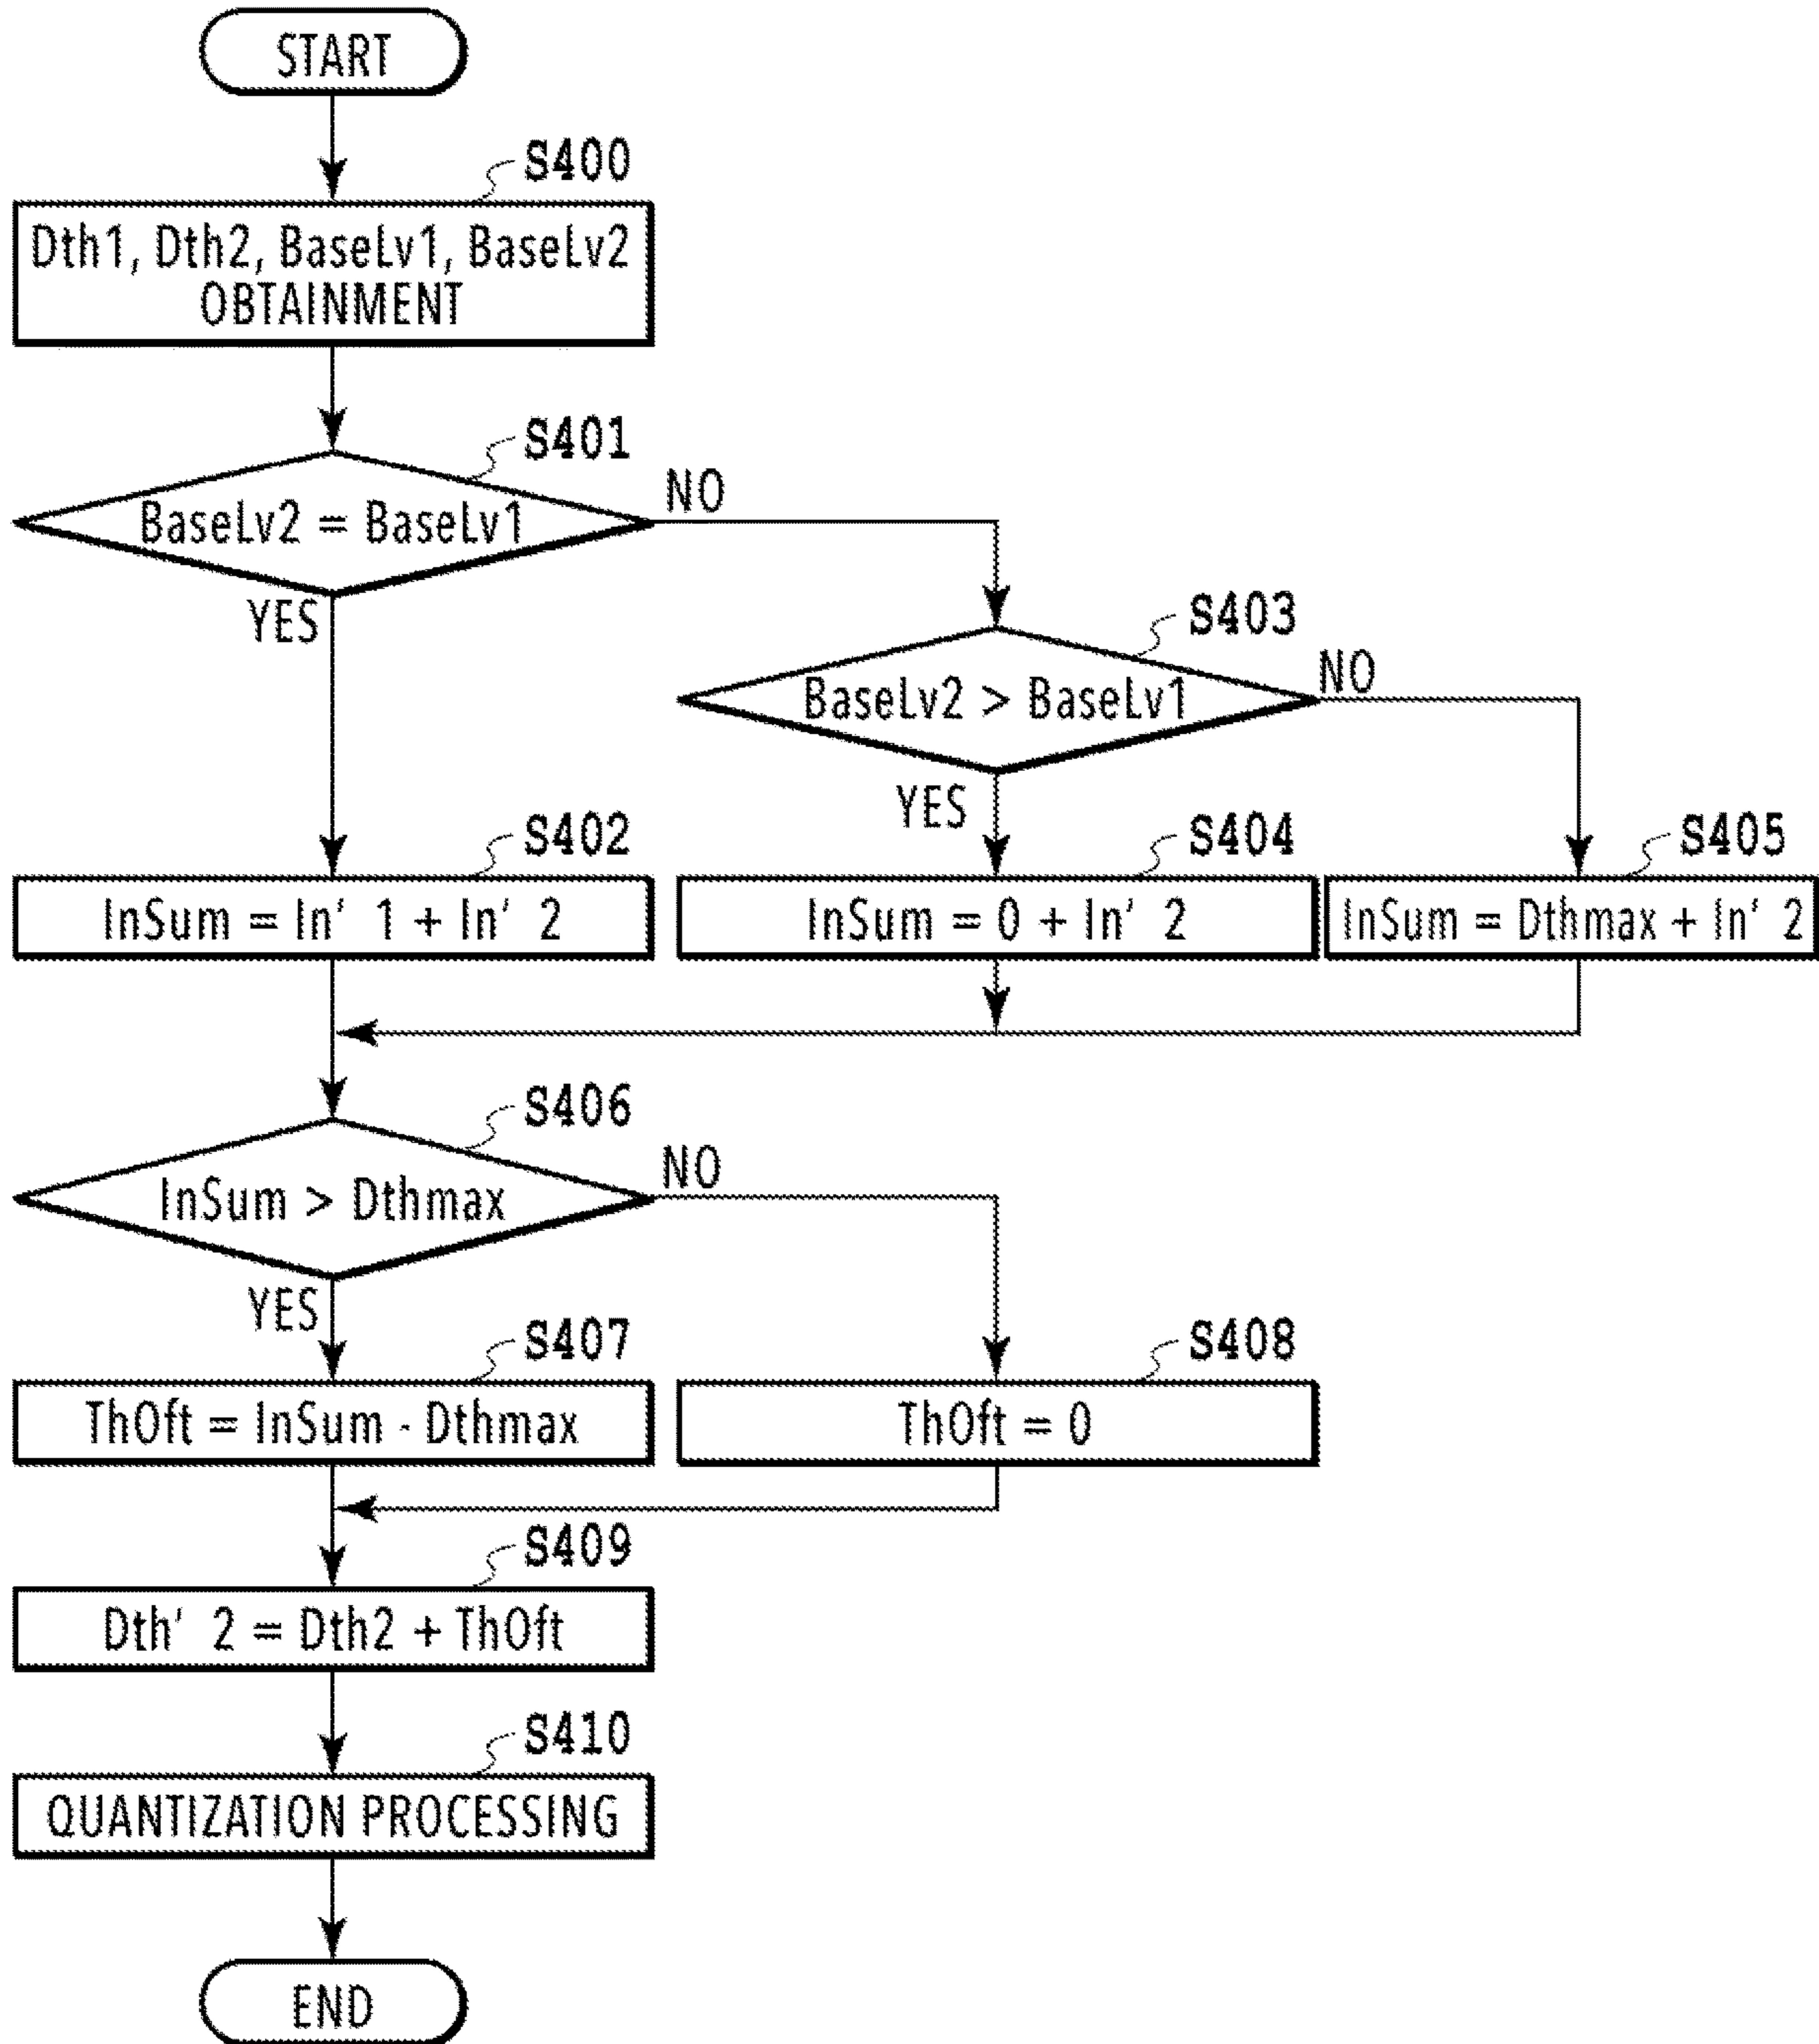 START
S400
Dth1, Dth2, BaseLv1, BaseLv2
OBTAINMENT
S401
BaseLv2 = BaseLv1
NO
YES
S403
BaseLv2 > BaseLv1
NO
YES
S402
InSum = In' 1 + In' 2
S404
InSum = 0 + In' 2
S405
InSum = Dthmax + In' 2
S406
InSum > Dthmax
NO
YES
S407
ThOft = InSum - Dthmax
S408
ThOft = 0
S409
Dth' 2 = Dth2 + ThOft
S410
QUANTIZATION PROCESSING
END